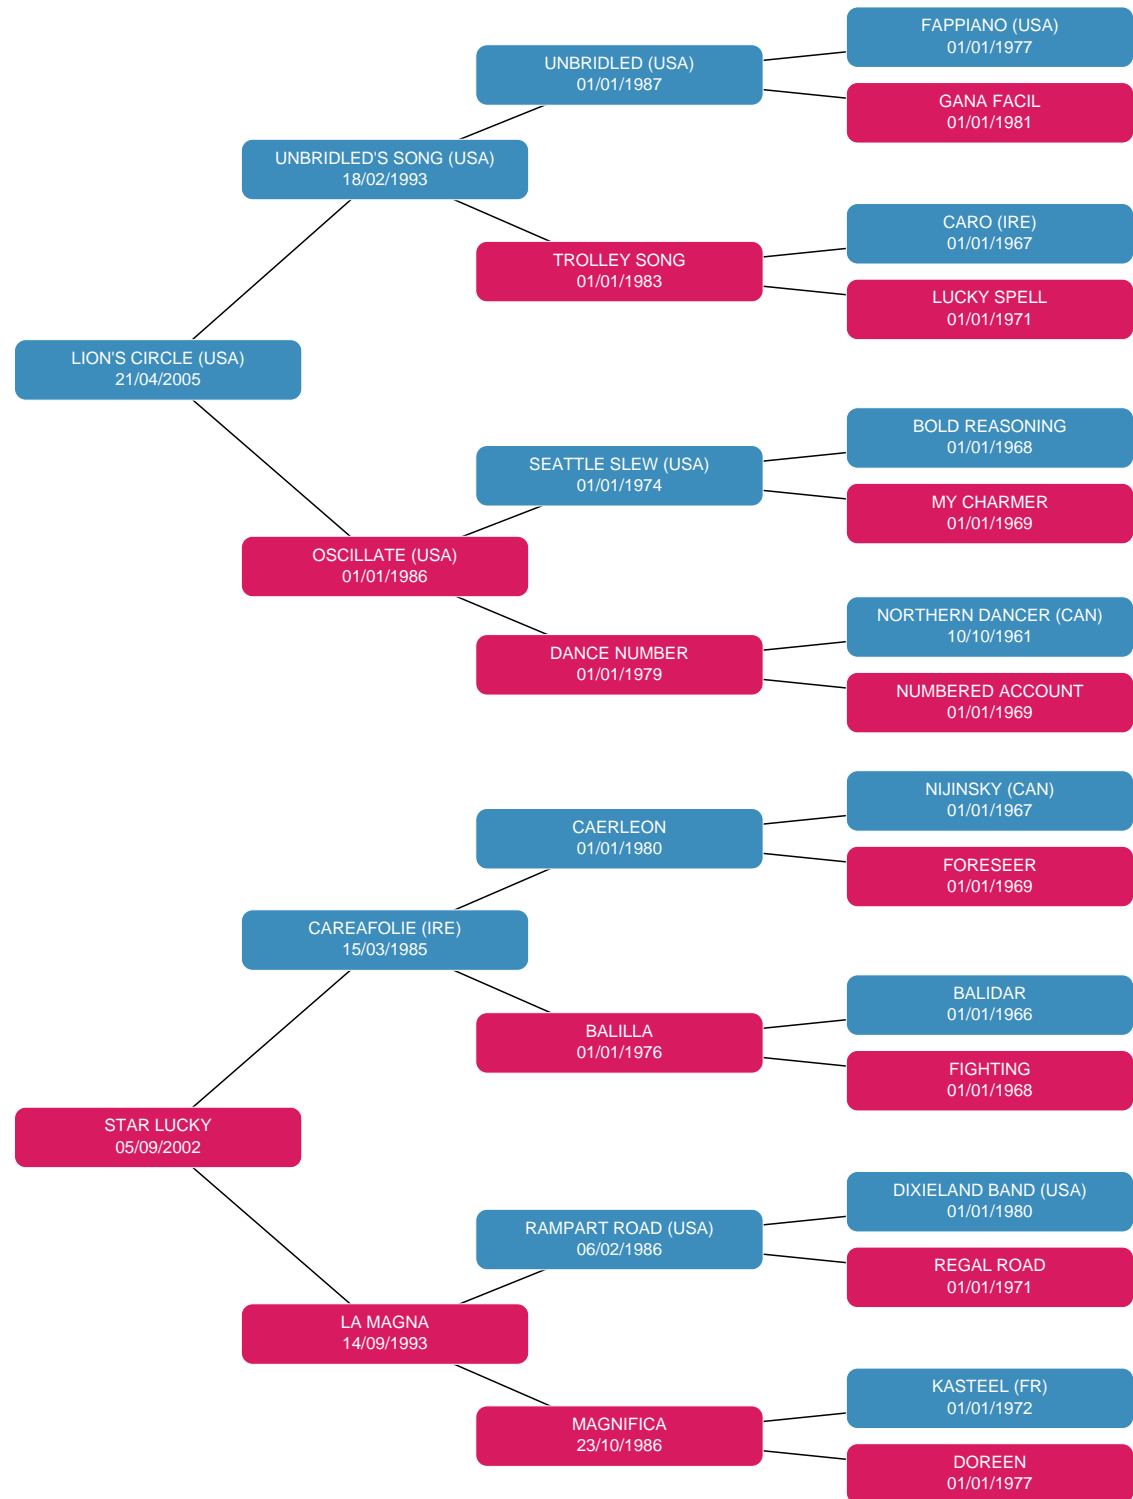 FAPPIANO (USA)
01/01/1977
UNBRIDLED (USA)
01/01/1987
GANA FACIL
01/01/1981
UNBRIDLED'S SONG (USA)
18/02/1993
CARO (IRE)
01/01/1967
TROLLEY SONG
01/01/1983
LUCKY SPELL
01/01/1971
LION'S CIRCLE (USA)
21/04/2005
BOLD REASONING
01/01/1968
SEATTLE SLEW (USA)
01/01/1974
MY CHARMER
01/01/1969
OSCILLATE (USA)
01/01/1986
NORTHERN DANCER (CAN)
10/10/1961
DANCE NUMBER
01/01/1979
NUMBERED ACCOUNT
01/01/1969
NIJINSKY (CAN)
01/01/1967
CAERLEON
01/01/1980
FORESEER
01/01/1969
CAREAFOLIE (IRE)
15/03/1985
BALIDAR
01/01/1966
BALILLA
01/01/1976
FIGHTING
01/01/1968
STAR LUCKY
05/09/2002
DIXIELAND BAND (USA)
01/01/1980
RAMPART ROAD (USA)
06/02/1986
REGAL ROAD
01/01/1971
LA MAGNA
14/09/1993
KASTEEL (FR)
01/01/1972
MAGNIFICA
23/10/1986
DOREEN
01/01/1977